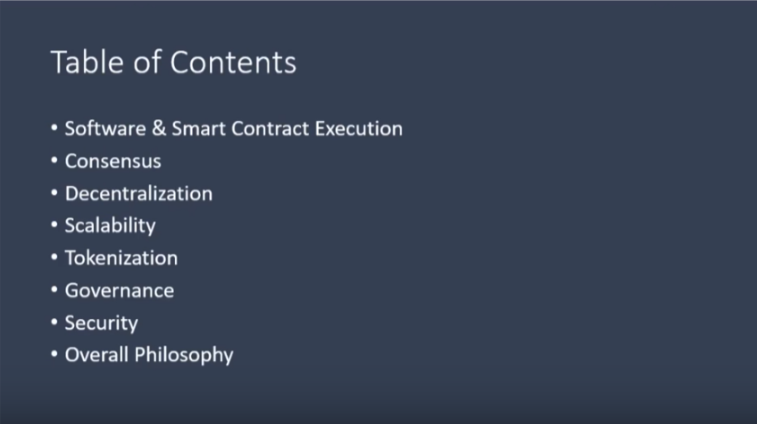 Table of Contents
• Software & Smart Contract Execution
• Consensus
• Decentralization
• Scalability
• Tokenization
• Governance
• Security
• Overall Philosophy